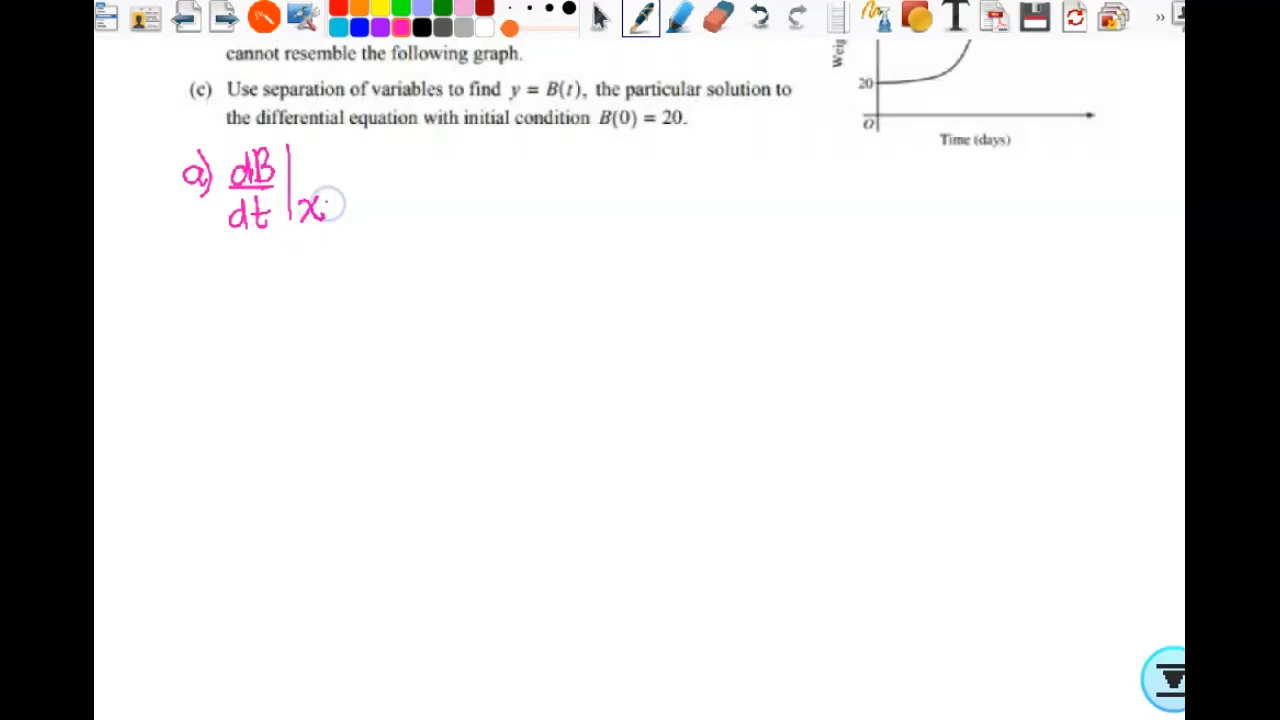 cannot resemble the following graph.
(c) Use separation of variables to find y = B(t), the particular solution to
the differential equation with initial condition B(0) = 20.
Weig
20
O
Time (days)
a) dB
dt | x
T
»